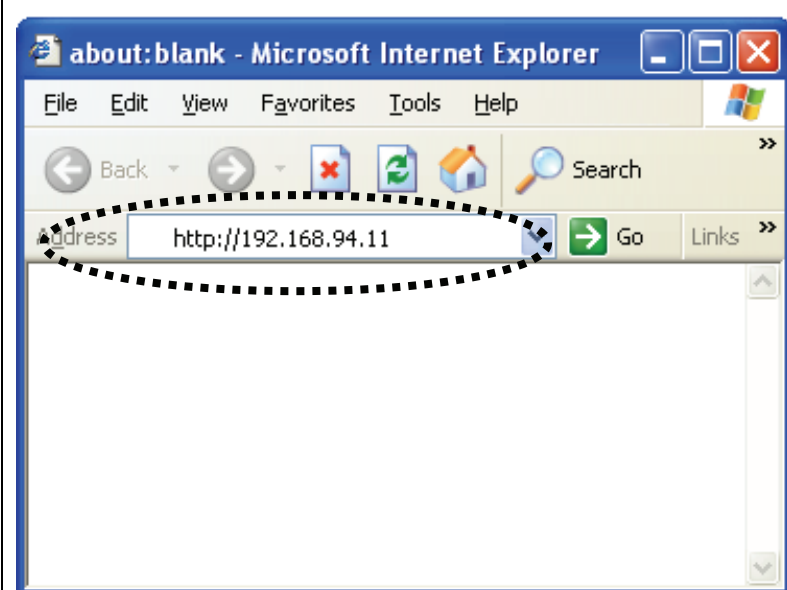 about:blank - Microsoft Internet Explorer
File Edit View Favorites Tools Help
Back Search »
Address http://192.168.94.11 Go Links »